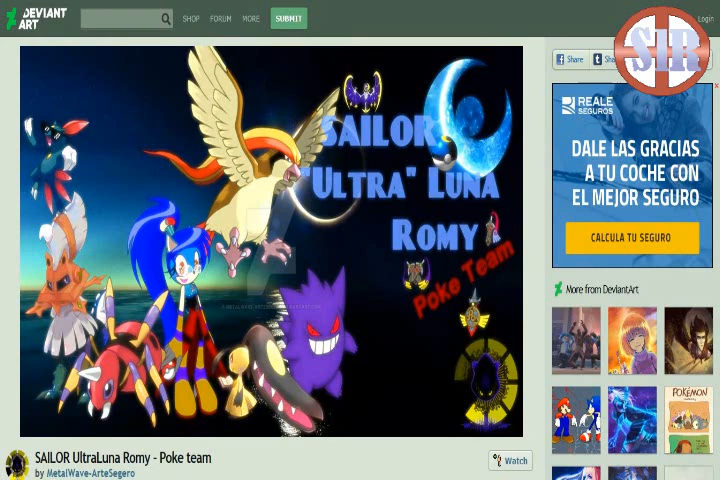 DEVIANT
ART
SHOP
FORUM
MORE
SUBMIT
Login
SIR
Share
SAILOR
"ULTRA" LUNA
ROMY
Poke Team
REALE
SEGUROS
DALE LAS GRACIAS
A TU COCHE CON
EL MEJOR SEGURO
CALCULA TU SEGURO
More from DeviantArt
POKÉMON
SAILOR UltraLuna Romy - Poke team
by MetalWave-ArteSegero
Watch